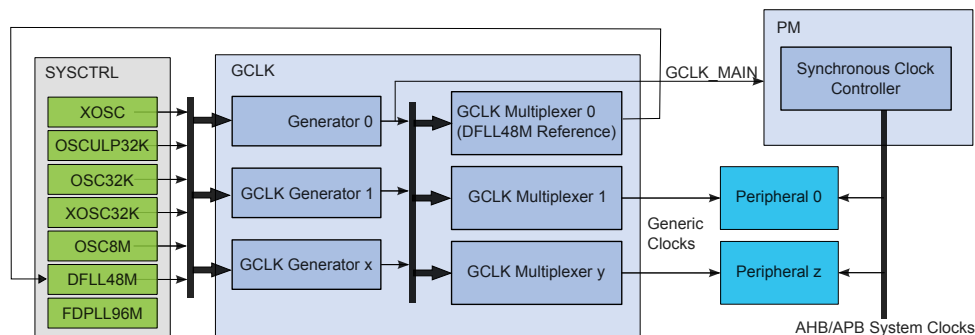 PM
SYSCTRL
GCLK
GCLK_MAIN
Synchronous Clock
Controller
XOSC
OSCULP32K
OSC32K
XOSC32K
OSC8M
DFLL48M
FDPLL96M
Generator 0
GCLK Generator 1
GCLK Generator x
GCLK Multiplexer 0
(DFLL48M Reference)
GCLK Multiplexer 1
GCLK Multiplexer y
Generic
Clocks
Peripheral 0
Peripheral z
AHB/APB System Clocks